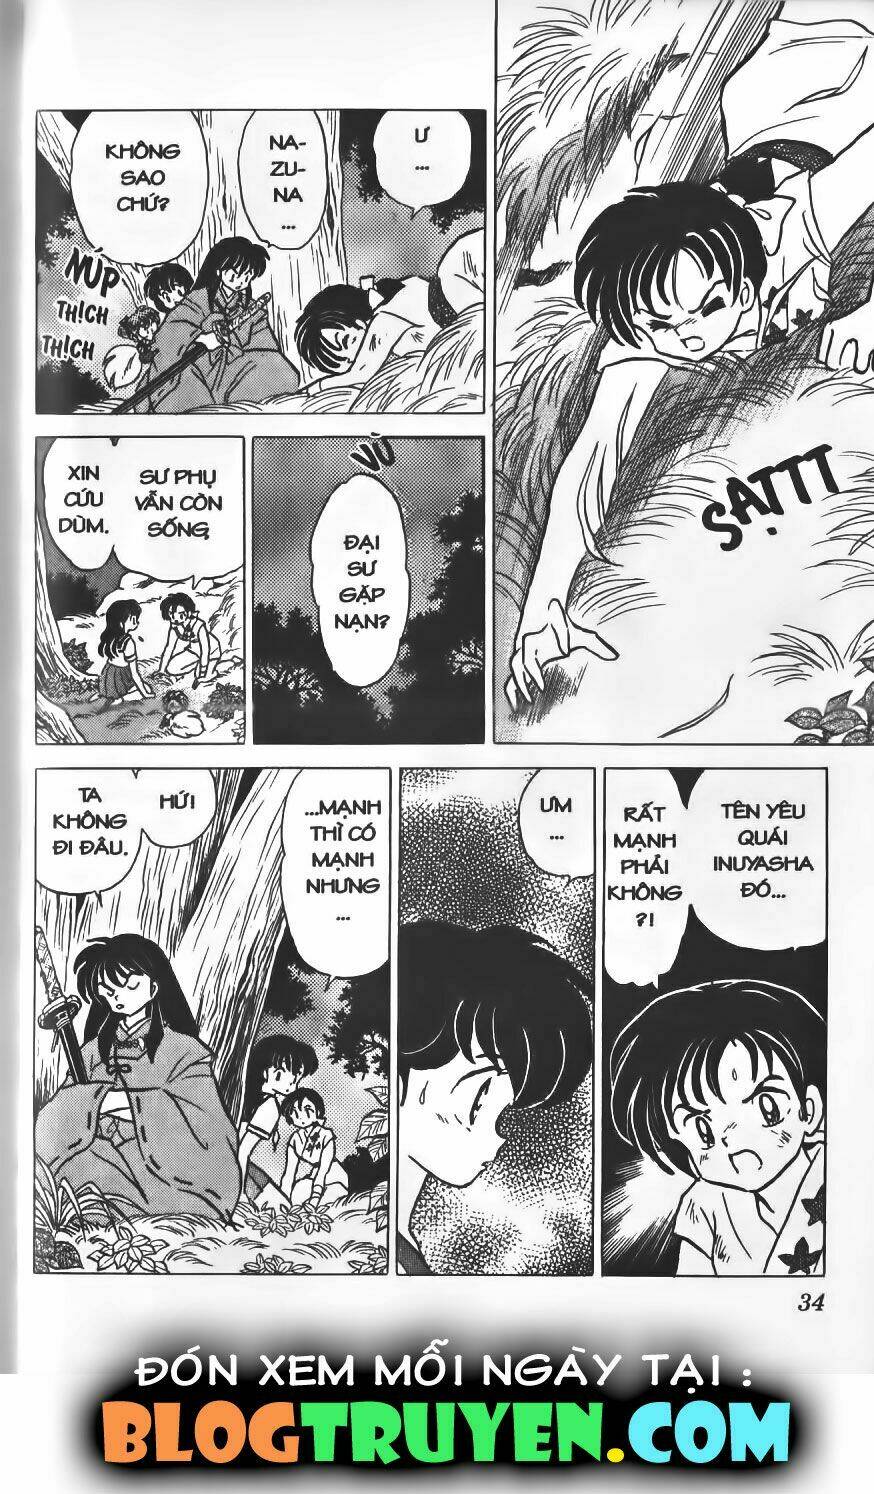 SẠTTT
Ư
...
NA-
ZU-
NA
...
KHÔNG
SAO
CHỨ?
NÚP
THỊCH
THỊCH
VÙ
ĐẠI
SƯ
GẶP
NẠN?
SƯ PHỤ
VẪN CÒN
SỐNG,
XIN
CỨU
DÙM.
TÊN YÊU
QUÁI
INUYASHA
ĐÓ...
RẤT
MẠNH
PHẢI
KHÔNG
?!
ƯM
...
...MẠNH
THÌ CÓ
MẠNH
NHƯNG
...
HỨ!
TA
KHÔNG
ĐI ĐÂU.
34
ĐÓN XEM MỖI NGÀY TẠI :
BLOGTRUYEN.COM